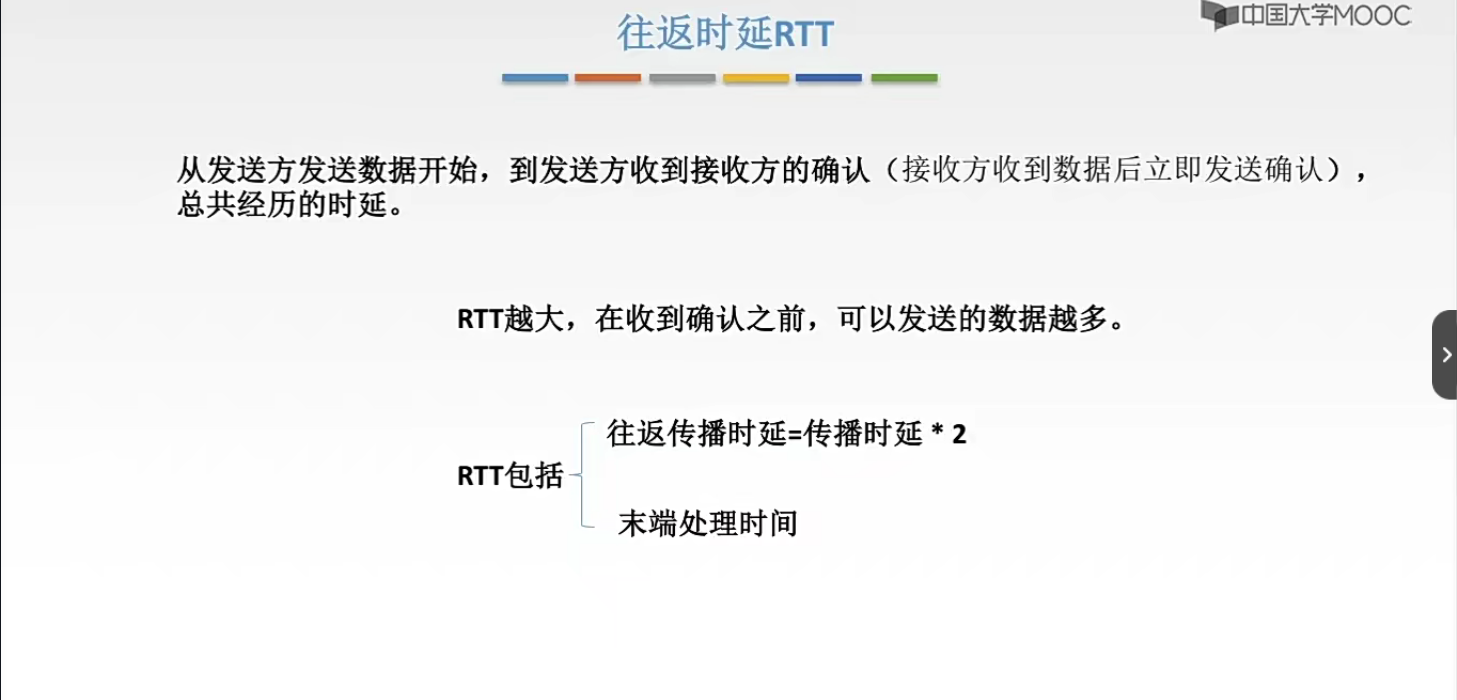 中国大学MOOC
往返时延RTT
从发送方发送数据开始，到发送方收到接收方的确认（接收方收到数据后立即发送确认），
总共经历的时延。
RTT越大，在收到确认之前，可以发送的数据越多。
往返传播时延=传播时延 * 2
RTT包括
末端处理时间